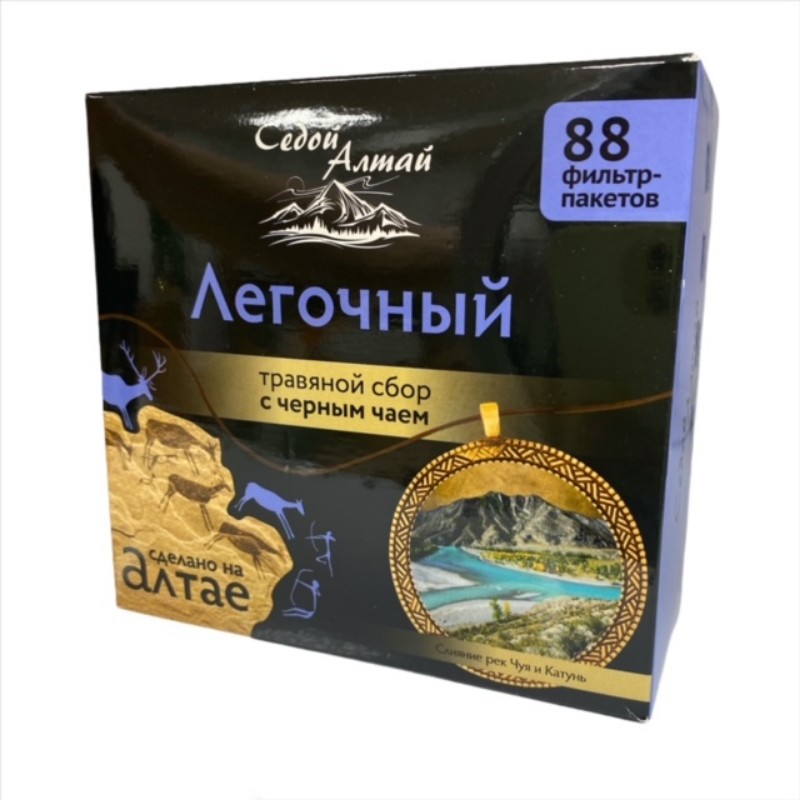 Седой
Алтай
88
фильтр-
пакетов
Легочный
травяной сбор
с черным чаем
сделано на
алтае
Слияние рек Чуя и Катунь